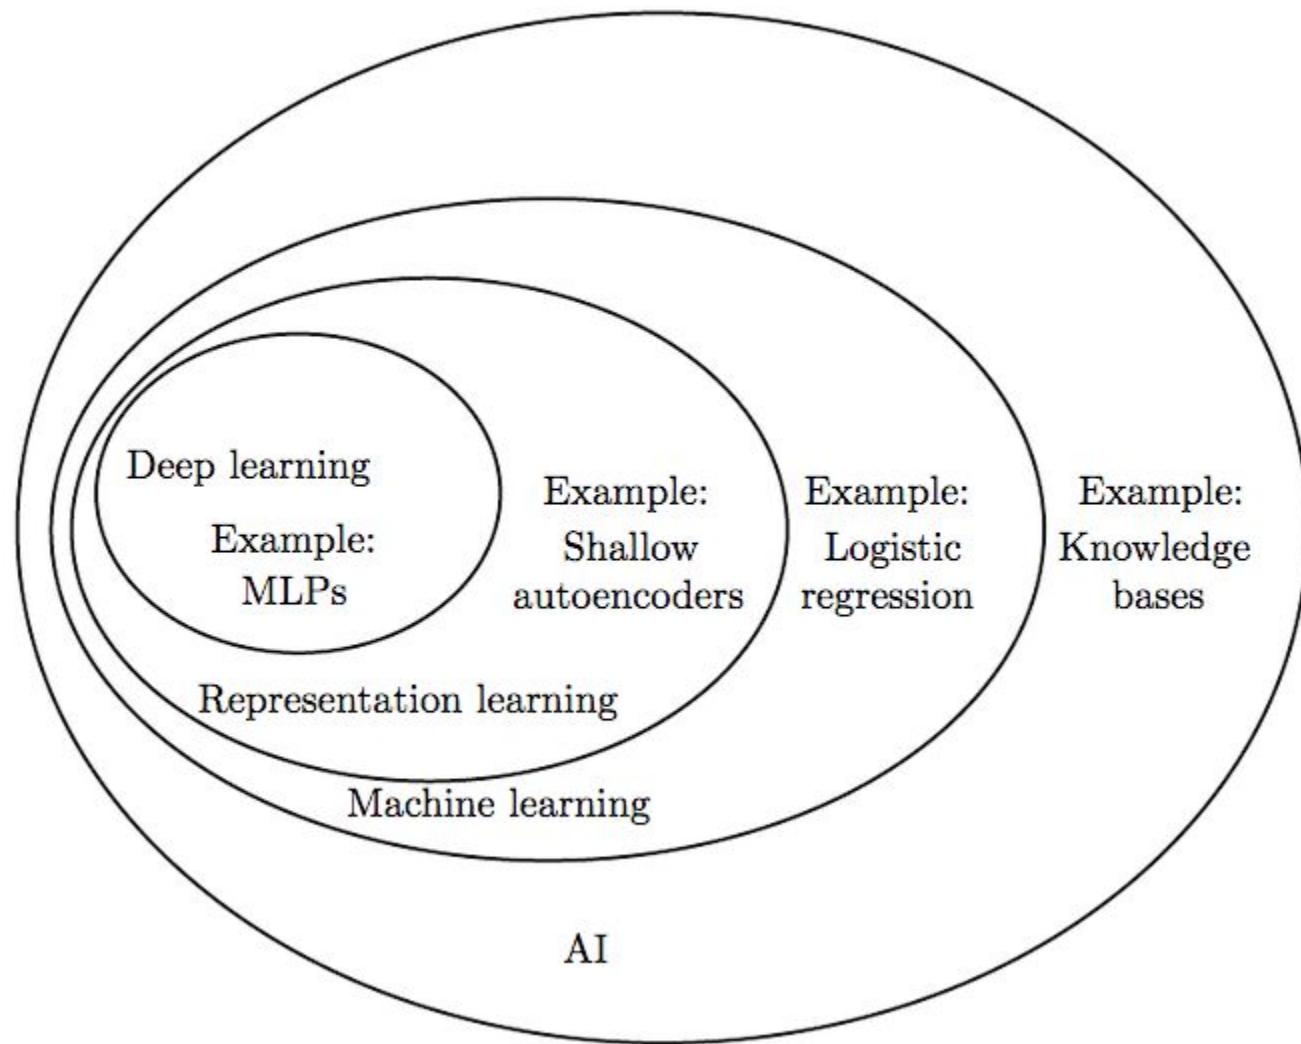 Deep learning
Example:
MLPs
Example:
Shallow
autoencoders
Example:
Logistic
regression
Example:
Knowledge
bases
Representation learning
Machine learning
AI